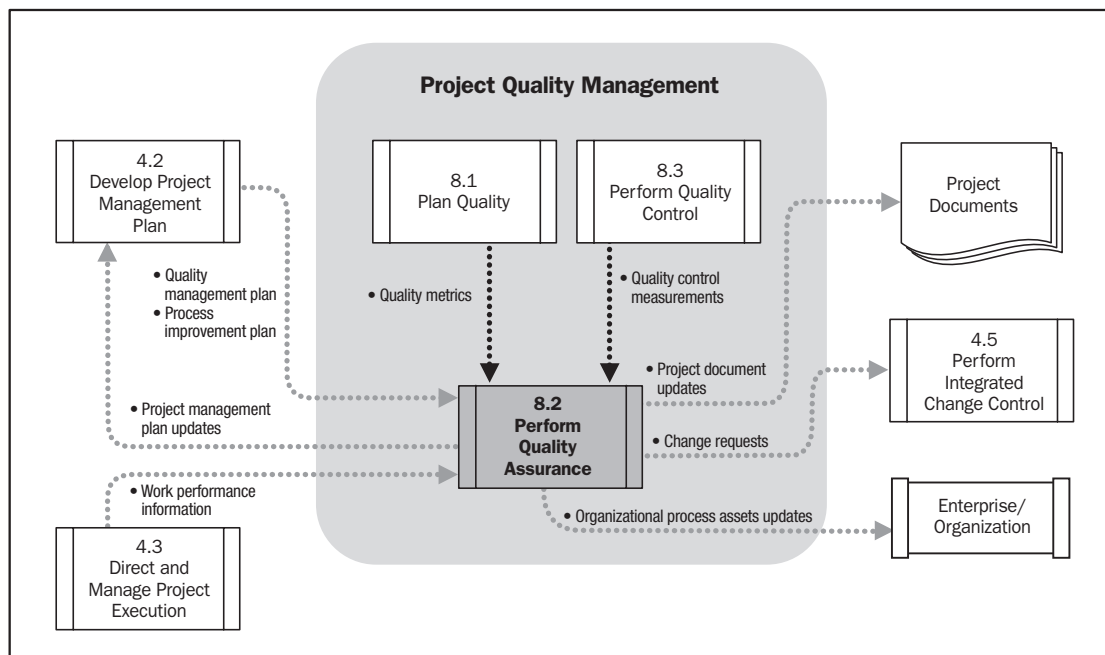 Project Quality Management
4.2
Develop Project
Management
Plan
8.1
Plan Quality
8.3
Perform Quality
Control
Project
Documents
• Quality
management plan
• Process
improvement plan
• Quality metrics
• Quality control
measurements
4.5
Perform
Integrated
Change Control
• Project document
updates
8.2
Perform
Quality
Assurance
• Project management
plan updates
• Change requests
• Work performance
information
• Organizational process assets updates
Enterprise/
Organization
4.3
Direct and
Manage Project
Execution